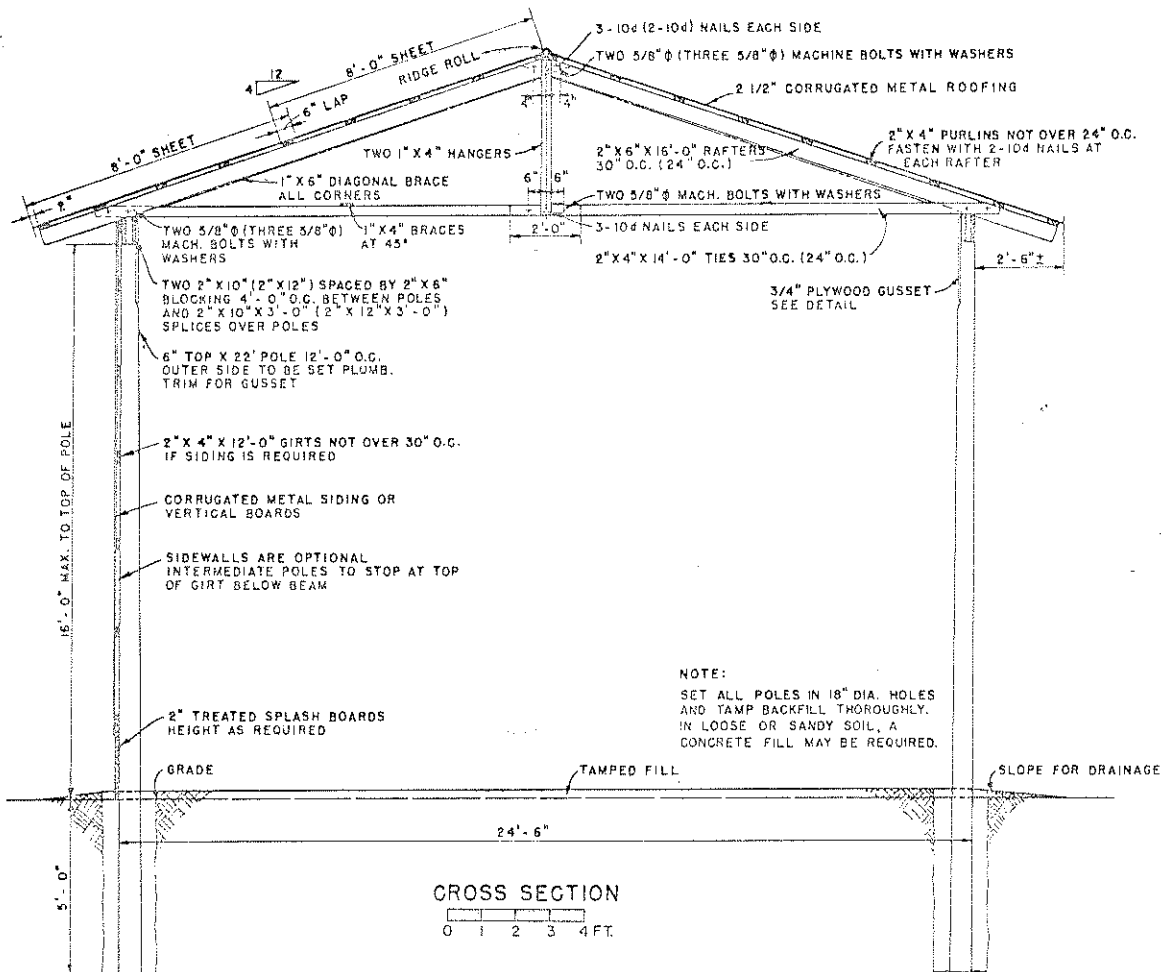 3-10d (2-10d) NAILS EACH SIDE
TWO 5/8"φ (THREE 5/8"φ) MACHINE BOLTS WITH WASHERS
8'-0" SHEET
RIDGE ROLL
12
4
6" LAP
2 1/2" CORRUGATED METAL ROOFING
4"
4"
8'-0" SHEET
TWO 1" X 4" HANGERS
2" X 6" X 16'-0" RAFTERS
30" O.C. (24" O.C.)
2" X 4" PURLINS NOT OVER 24" O.C.
FASTEN WITH 2-10d NAILS AT
EACH RAFTER
1" X 6" DIAGONAL BRACE
ALL CORNERS
6"
6"
TWO 5/8"φ MACH. BOLTS WITH WASHERS
TWO 5/8"φ (THREE 5/8"φ)
MACH. BOLTS WITH
WASHERS
1" X 4" BRACES
AT 45°
2'-0"
3-10d NAILS EACH SIDE
2" X 4" X 14'-0" TIES 30" O.C. (24" O.C.)
2'-6"±
TWO 2" X 10" (2" X 12") SPACED BY 2" X 6"
BLOCKING 4'-0" O.C. BETWEEN POLES
AND 2" X 10" X 3'-0" (2" X 12" X 3'-0")
SPLICES OVER POLES
3/4" PLYWOOD GUSSET
SEE DETAIL
6" TOP X 22' POLE 12'-0" O.C.
OUTER SIDE TO BE SET PLUMB.
TRIM FOR GUSSET
16'-0" MAX. TO TOP OF POLE
2" X 4" X 12'-0" GIRTS NOT OVER 30" O.C.
IF SIDING IS REQUIRED
CORRUGATED METAL SIDING OR
VERTICAL BOARDS
SIDEWALLS ARE OPTIONAL
INTERMEDIATE POLES TO STOP AT TOP
OF GIRT BELOW BEAM
NOTE:
SET ALL POLES IN 18" DIA. HOLES
AND TAMP BACKFILL THOROUGHLY.
IN LOOSE OR SANDY SOIL, A
CONCRETE FILL MAY BE REQUIRED.
2" TREATED SPLASH BOARDS
HEIGHT AS REQUIRED
GRADE
TAMPED FILL
SLOPE FOR DRAINAGE
24'-6"
5'-0"
CROSS SECTION
0 1 2 3 4 FT.